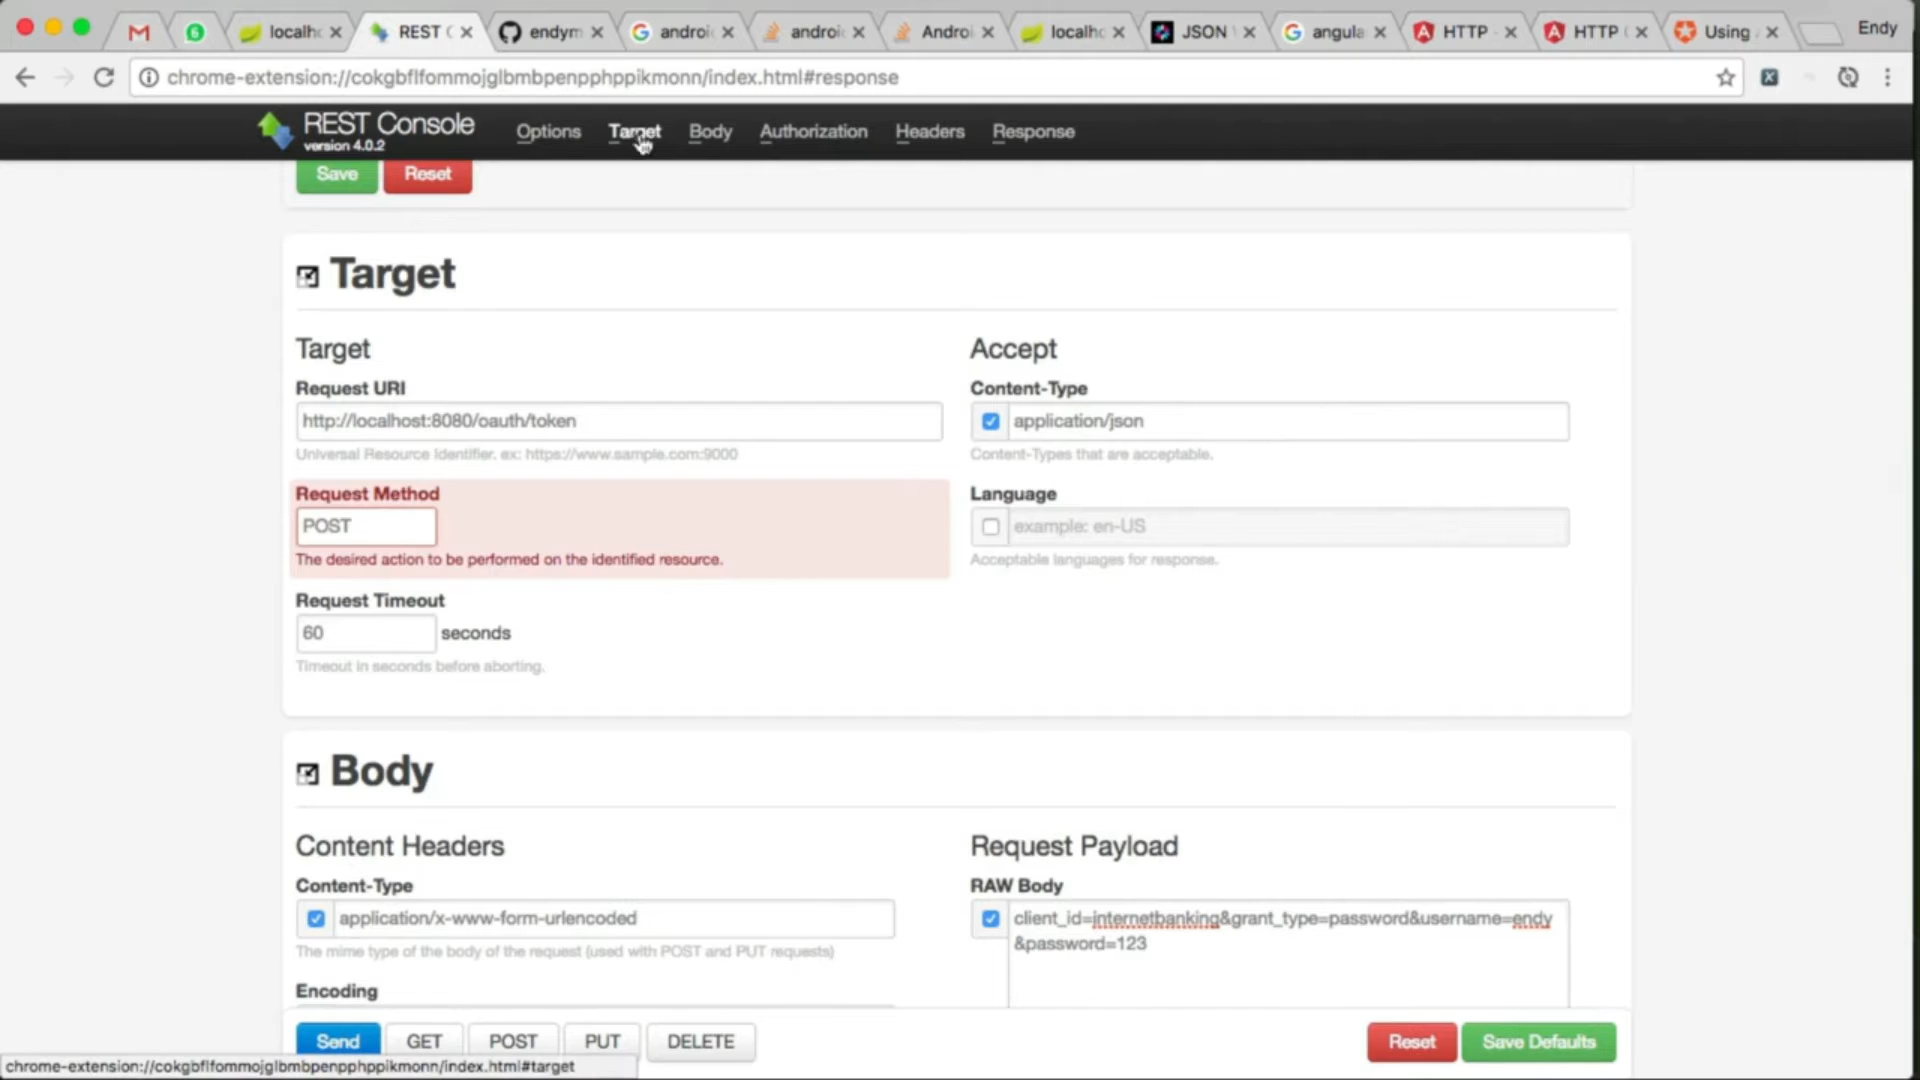 localho
REST C
endym
android
android
Androi
localho
JSON V
angula
HTTP
HTTP C
Using
Endy
chrome-extension://cokgbflfommojglbmbpenpphppikmonn/index.html#response
REST Console
version 4.0.2
Options
Target
Body
Authorization
Headers
Response
Save
Reset
Target
Target
Accept
Request URI
Content-Type
http://localhost:8080/oauth/token
application/json
Universal Resource Identifier. ex: https://www.sample.com:9000
Content-Types that are acceptable.
Request Method
Language
POST
example: en-US
The desired action to be performed on the identified resource.
Acceptable languages for response.
Request Timeout
60
seconds
Timeout in seconds before aborting.
Body
Content Headers
Request Payload
Content-Type
RAW Body
application/x-www-form-urlencoded
client_id=internetbanking&grant_type=password&username=endy
&password=123
The mime type of the body of the request (used with POST and PUT requests)
Encoding
Send
GET
POST
PUT
DELETE
Reset
Save Defaults
chrome-extension://cokgbflfommojglbmbpenpphppikmonn/index.html#target